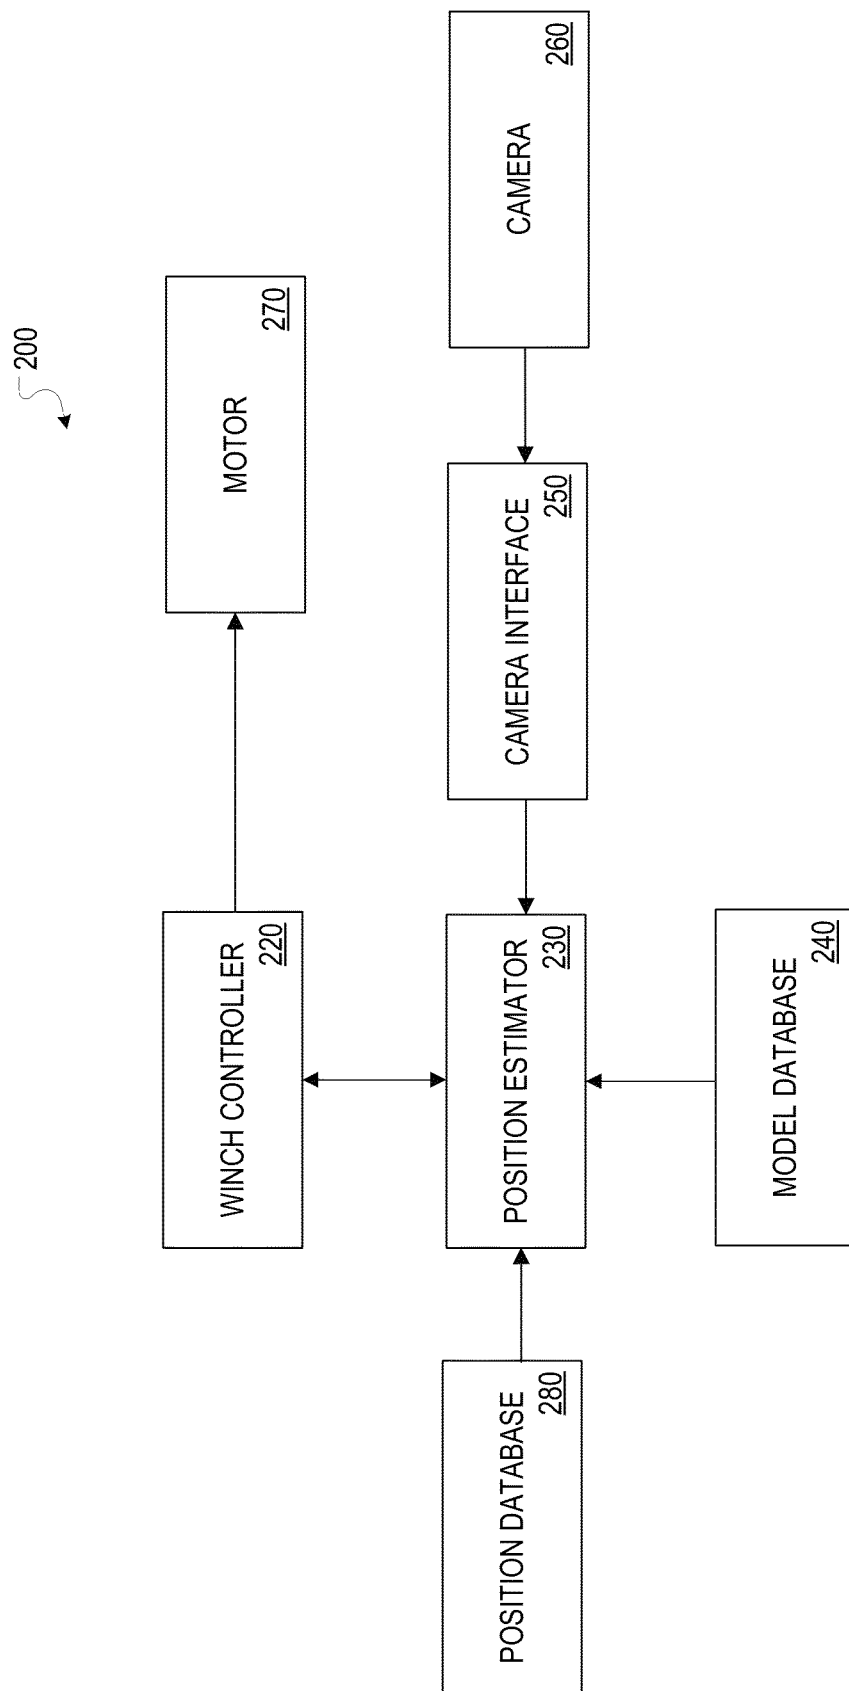 200
POSITION DATABASE
280
WINCH CONTROLLER
220
POSITION ESTIMATOR
230
MODEL DATABASE
240
MOTOR
270
CAMERA INTERFACE
250
CAMERA
260